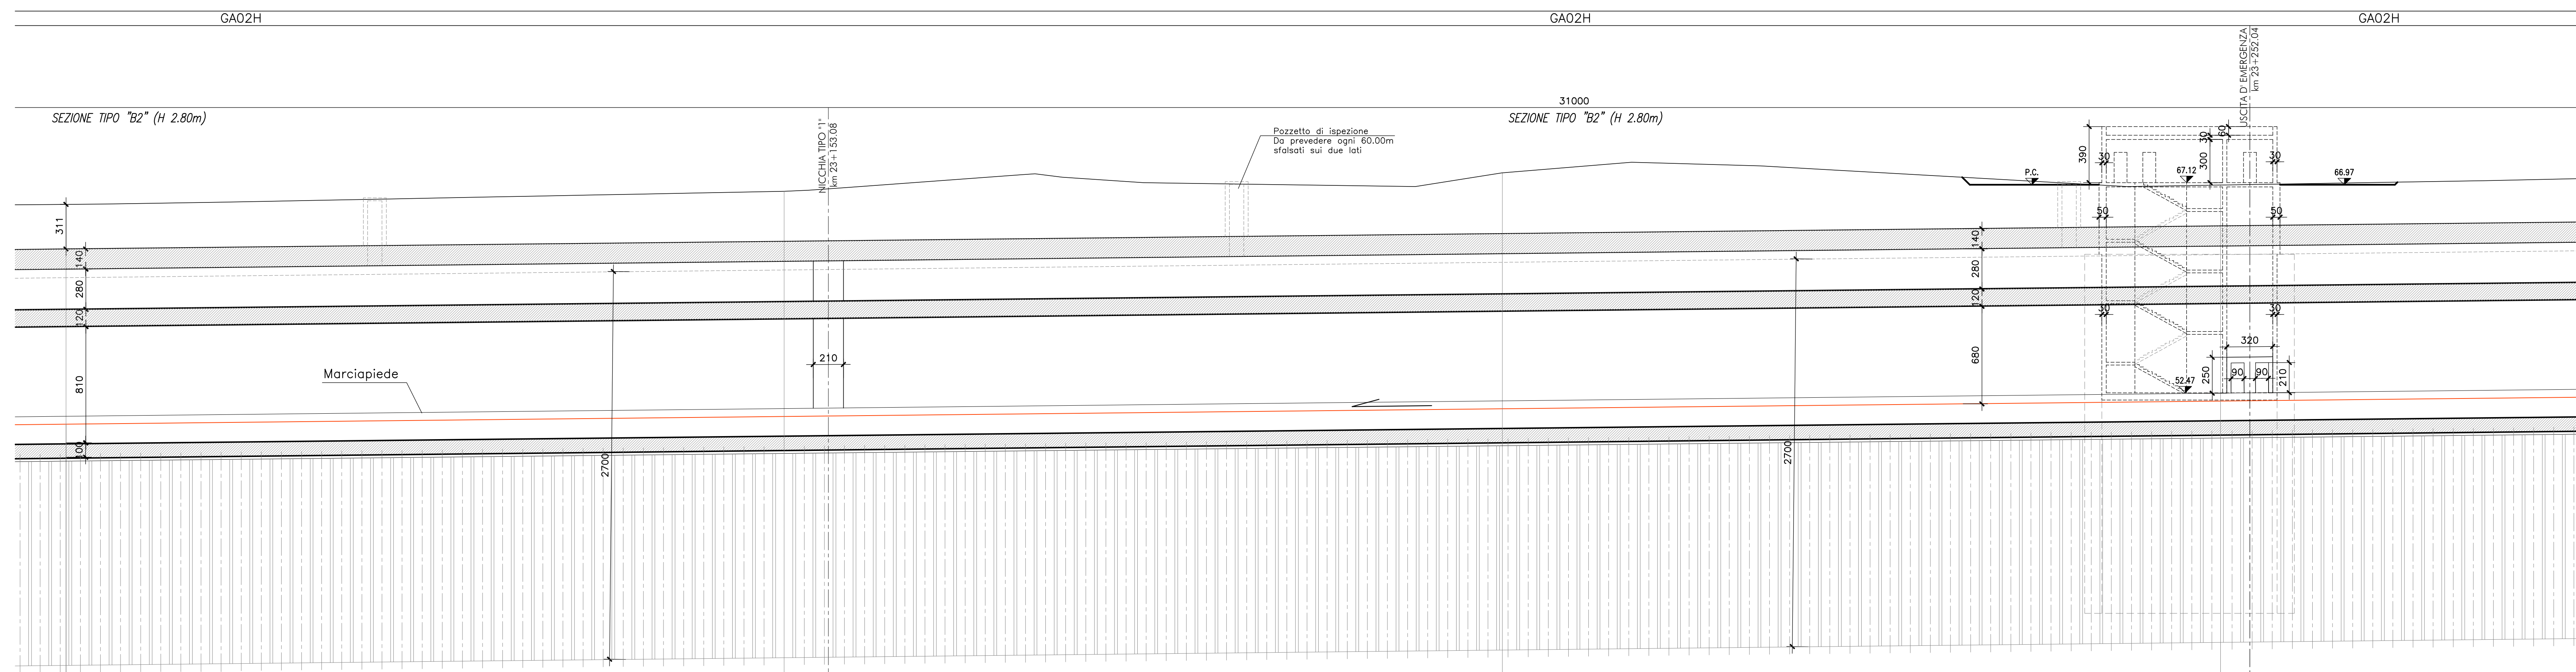 GA02H
GA02H
GA02H
USCITA D' EMERGENZA
km 23+252.04
31000
SEZIONE TIPO "B2" (H 2.80m)
SEZIONE TIPO "B2" (H 2.80m)
NICCHIA TIPO "1"
km 23+153.08
Pozzetto di ispezione
Da prevedere ogni 60.00m
sfalsati sui due lati
390
30
30
60
300
30
P.C.
67.12
66.97
311
50
50
140
140
280
280
120
120
30
30
810
210
680
320
Marciapiede
250
90
90
210
52.47
100
2700
2700